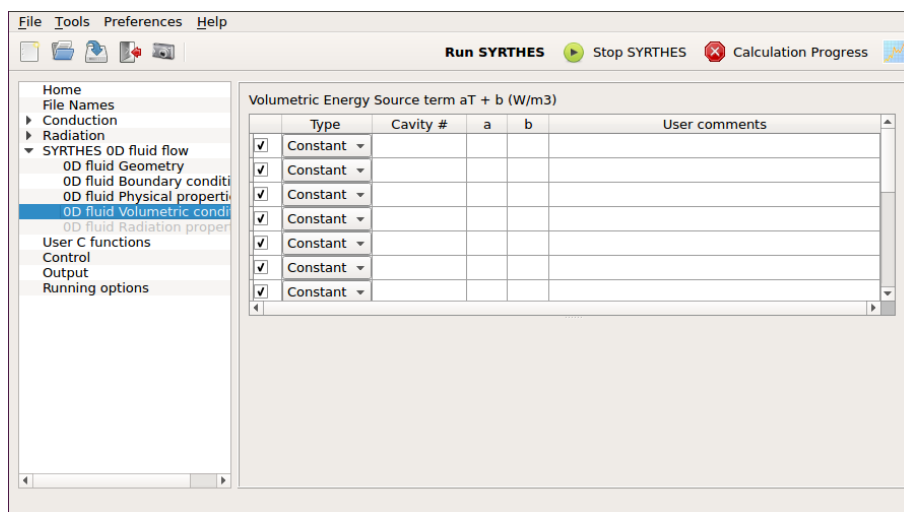 File Tools Preferences Help
Run SYRTHES Stop SYRTHES Calculation Progress
Home
File Names
Conduction
Radiation
SYRTHES 0D fluid flow
0D fluid Geometry
0D fluid Boundary conditi
0D fluid Physical properti
0D fluid Volumetric condi
0D fluid Radiation proper
User C functions
Control
Output
Running options
Volumetric Energy Source term aT + b (W/m3)
Type Cavity # a b User comments
Constant
Constant
Constant
Constant
Constant
Constant
Constant